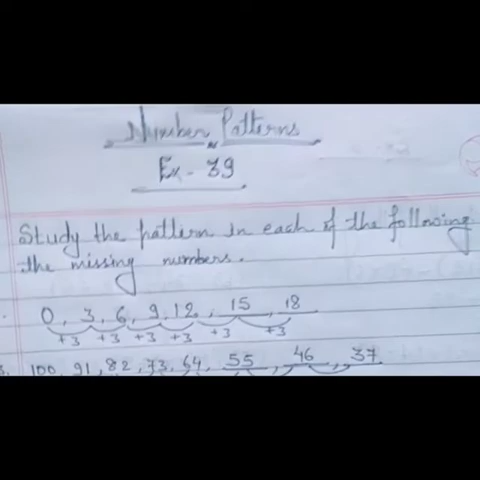 Number Patterns
Ex - 39
Study the pattern in each of the following
the missing numbers.
0, 3, 6, 9, 12, 15, 18
+3 +3 +3 +3 +3 +3
3. 100, 91, 82, 73, 64, 55, 46, 37